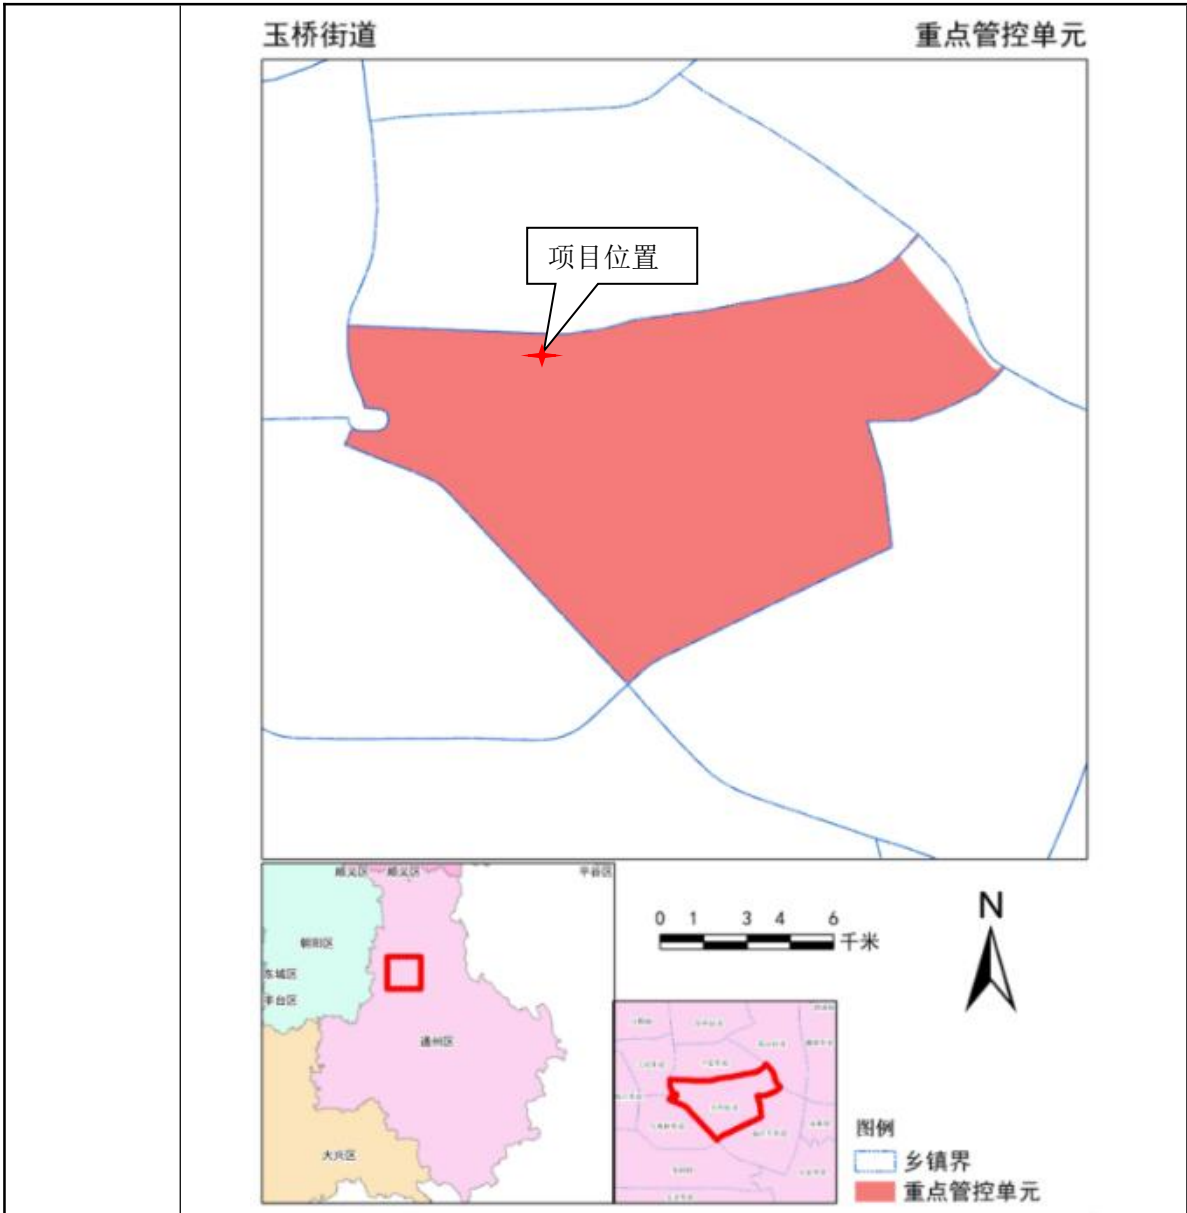 玉桥街道
重点管控单元
项目位置
顺义区
顺义区
平谷区
朝阳区
东城区
丰台区
通州区
大兴区
0 1 3 4 6
千米
N
图例
乡镇界
重点管控单元